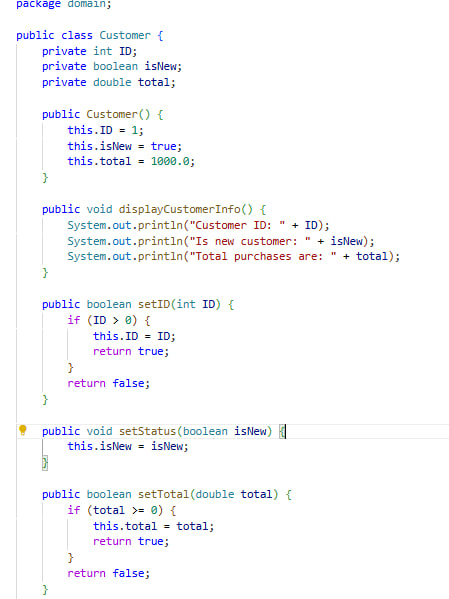 package domain;
public class Customer {
private int ID;
private boolean isNew;
private double total;
public Customer() {
this.ID = 1;
this.isNew = true;
this.total = 1000.0;
}
public void displayCustomerInfo() {
System.out.println("Customer ID: " + ID);
System.out.println("Is new customer: " + isNew);
System.out.println("Total purchases are: " + total);
}
public boolean setID(int ID) {
if (ID > 0) {
this.ID = ID;
return true;
}
return false;
}
public void setStatus(boolean isNew) {
this.isNew = isNew;
}
public boolean setTotal(double total) {
if (total >= 0) {
this.total = total;
return true;
}
return false;
}